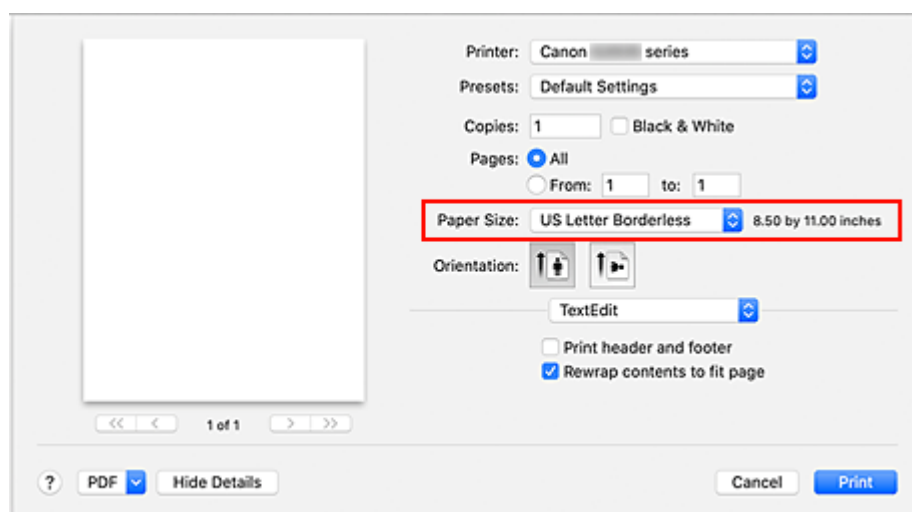 Printer: Canon series
Presets: Default Settings
Copies: 1 Black & White
Pages: All
From: 1 to: 1
Paper Size: US Letter Borderless 8.50 by 11.00 inches
Orientation:
TextEdit
Print header and footer
Rewrap contents to fit page
<< < 1 of 1 > >>
? PDF Hide Details Cancel Print